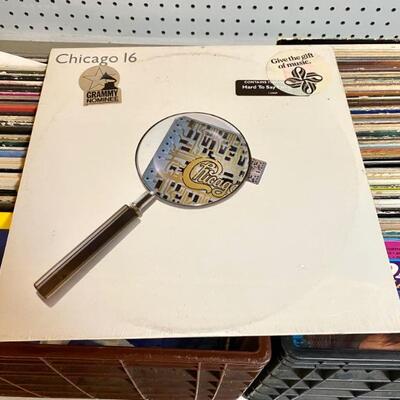 Chicago 16
GRAMMY
NOMINEE
Give the gift
of music.
CONTAINS
Hard To Say
Chicago